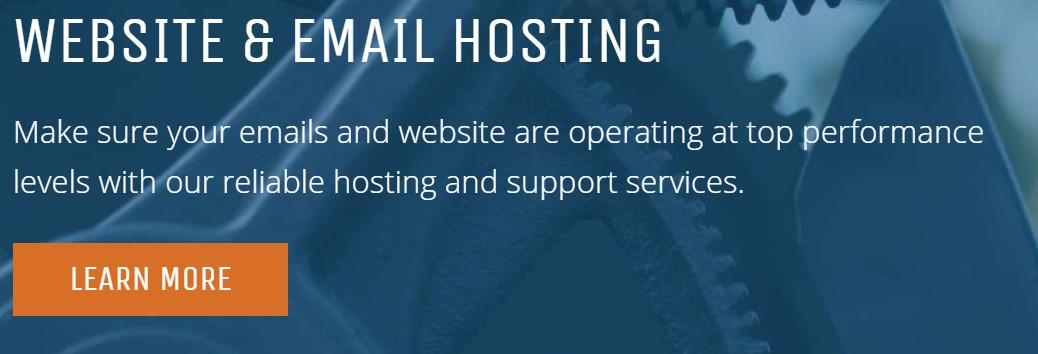 WEBSITE & EMAIL HOSTING
Make sure your emails and website are operating at top performance
levels with our reliable hosting and support services.
LEARN MORE